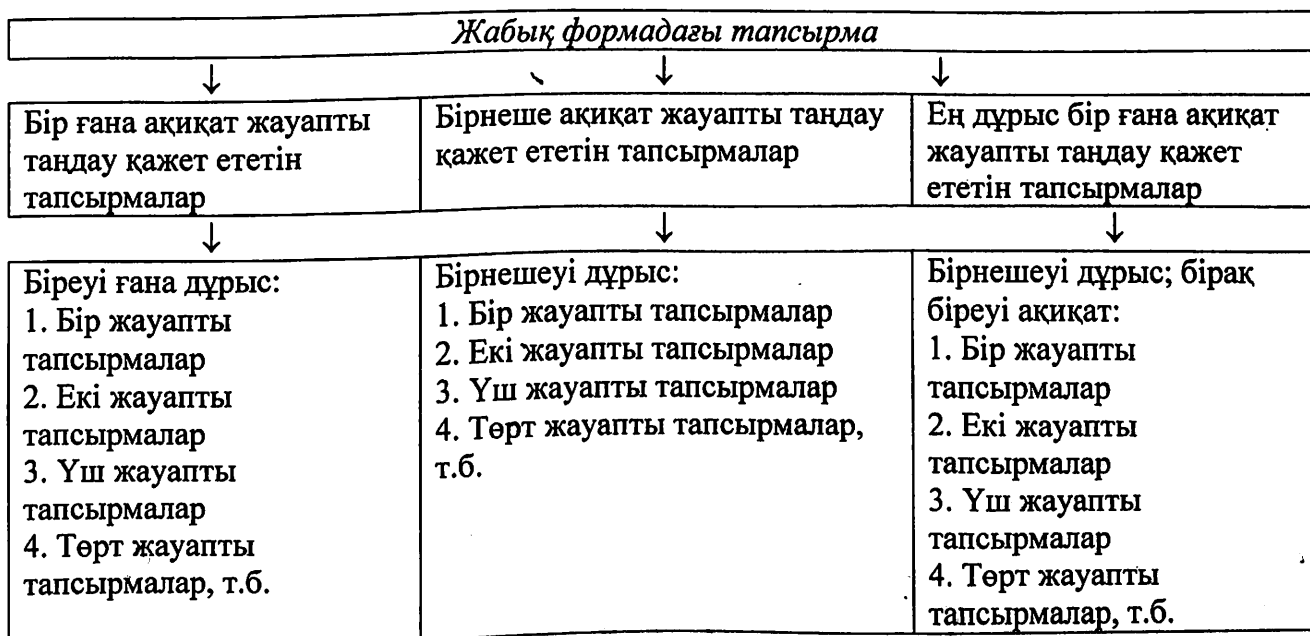 Жабық формадағы тапсырма
↓ ↓ ↓
Бір ғана ақиқат жауапты
таңдау қажет ететін
тапсырмалар
Бірнеше ақиқат жауапты таңдау
қажет ететін тапсырмалар
Ең дұрыс бір ғана ақиқат
жауапты таңдау қажет
ететін тапсырмалар
↓ ↓ ↓
Біреуі ғана дұрыс:
1. Бір жауапты
тапсырмалар
2. Екі жауапты
тапсырмалар
3. Үш жауапты
тапсырмалар
4. Төрт жауапты
тапсырмалар, т.б.
Бірнешеуі дұрыс:
1. Бір жауапты тапсырмалар
2. Екі жауапты тапсырмалар
3. Үш жауапты тапсырмалар
4. Төрт жауапты тапсырмалар,
т.б.
Бірнешеуі дұрыс; бірақ
біреуі ақиқат:
1. Бір жауапты
тапсырмалар
2. Екі жауапты
тапсырмалар
3. Үш жауапты
тапсырмалар
4. Төрт жауапты
тапсырмалар, т.б.